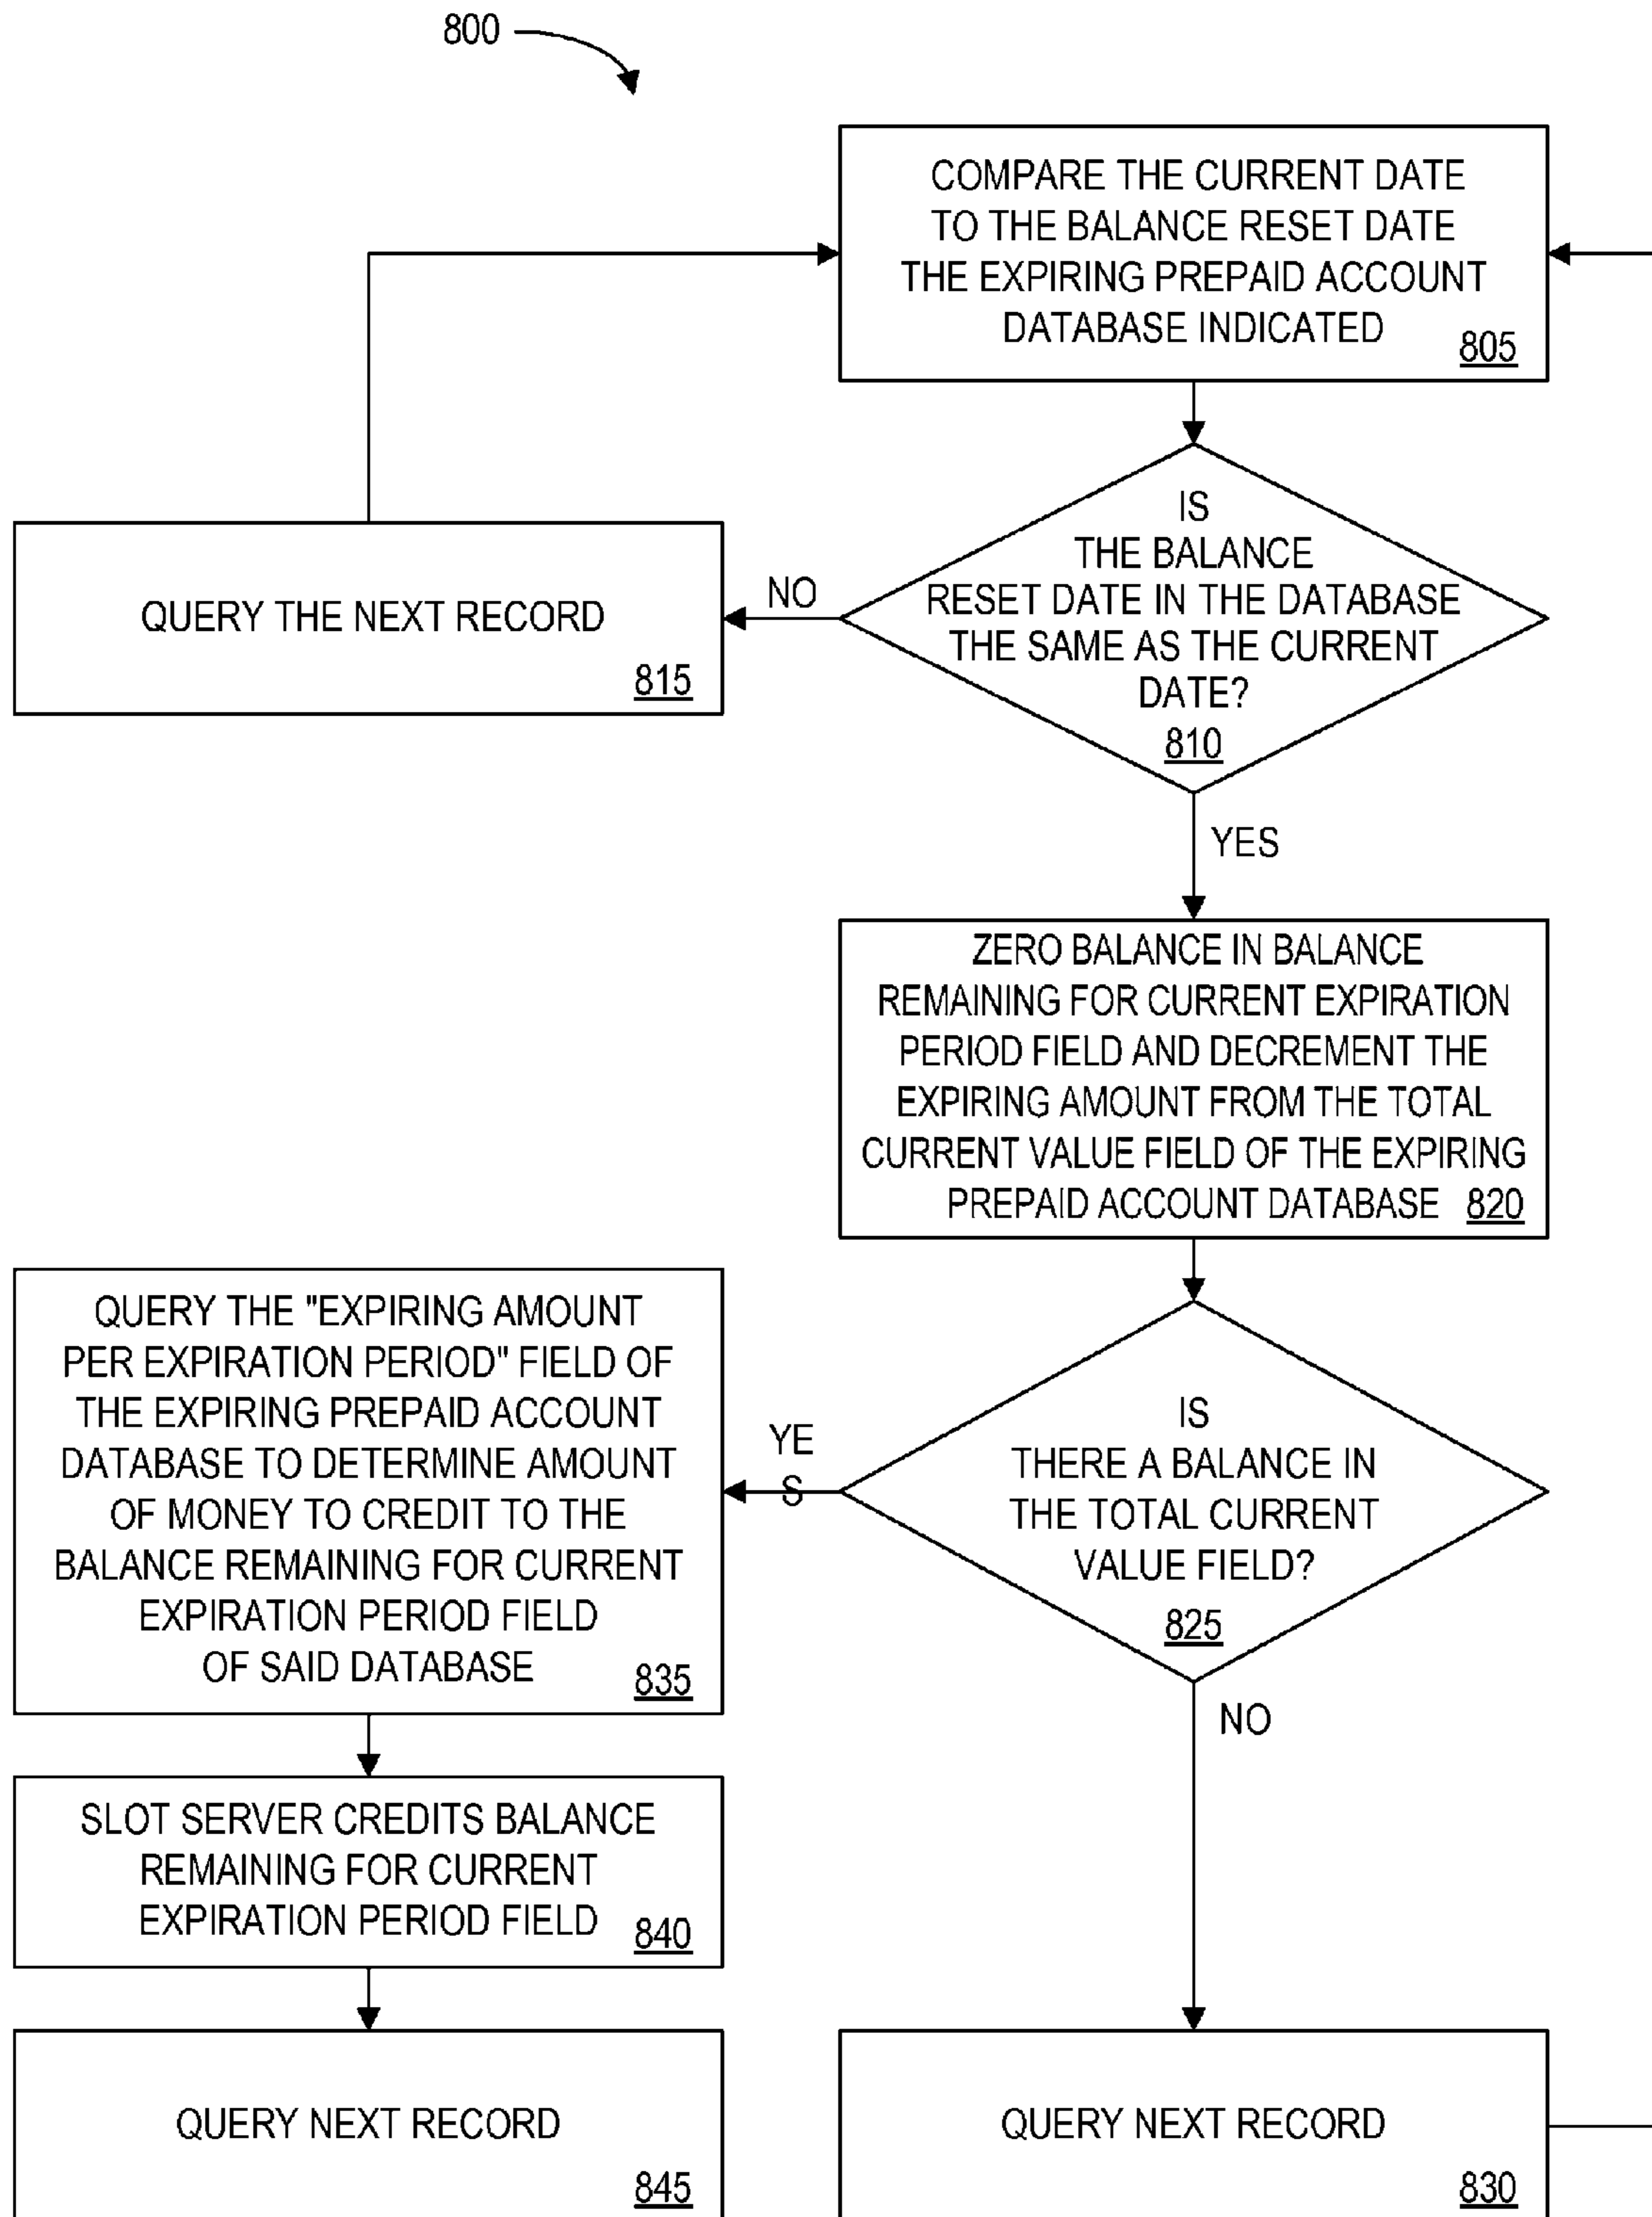 800
COMPARE THE CURRENT DATE
TO THE BALANCE RESET DATE
THE EXPIRING PREPAID ACCOUNT
DATABASE INDICATED
805
IS
THE BALANCE
RESET DATE IN THE DATABASE
THE SAME AS THE CURRENT
DATE?
810
NO
QUERY THE NEXT RECORD
815
YES
ZERO BALANCE IN BALANCE
REMAINING FOR CURRENT EXPIRATION
PERIOD FIELD AND DECREMENT THE
EXPIRING AMOUNT FROM THE TOTAL
CURRENT VALUE FIELD OF THE EXPIRING
PREPAID ACCOUNT DATABASE 820
IS
THERE A BALANCE IN
THE TOTAL CURRENT
VALUE FIELD?
825
YE
S
QUERY THE "EXPIRING AMOUNT
PER EXPIRATION PERIOD" FIELD OF
THE EXPIRING PREPAID ACCOUNT
DATABASE TO DETERMINE AMOUNT
OF MONEY TO CREDIT TO THE
BALANCE REMAINING FOR CURRENT
EXPIRATION PERIOD FIELD
OF SAID DATABASE
835
SLOT SERVER CREDITS BALANCE
REMAINING FOR CURRENT
EXPIRATION PERIOD FIELD
840
QUERY NEXT RECORD
845
NO
QUERY NEXT RECORD
830